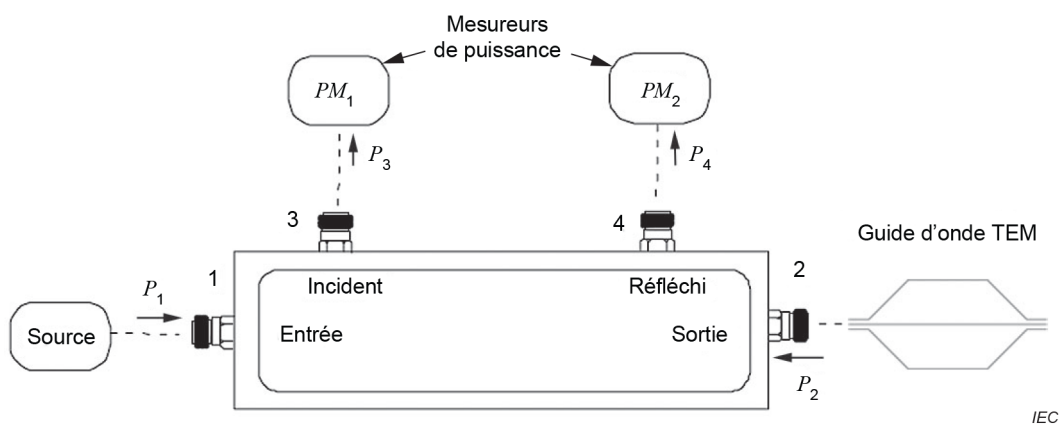 Mesureurs
de puissance
PM1
PM2
P3
P4
3
4
Guide d'onde TEM
1
2
P1
Incident
Réfléchi
Source
Entrée
Sortie
P2
IEC